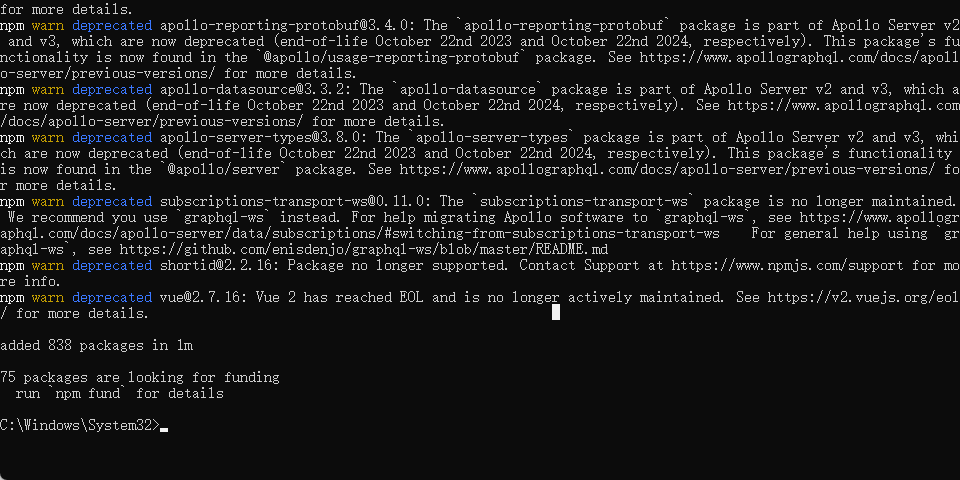 for more details.
npm warn deprecated apollo-reporting-protobuf@3.4.0: The `apollo-reporting-protobuf` package is part of Apollo Server v2
 and v3, which are now deprecated (end-of-life October 22nd 2023 and October 22nd 2024, respectively). This package's fu
nctionality is now found in the `@apollo/usage-reporting-protobuf` package. See https://www.apollographql.com/docs/apoll
o-server/previous-versions/ for more details.
npm warn deprecated apollo-datasource@3.3.2: The `apollo-datasource` package is part of Apollo Server v2 and v3, which a
re now deprecated (end-of-life October 22nd 2023 and October 22nd 2024, respectively). See https://www.apollographql.com
/docs/apollo-server/previous-versions/ for more details.
npm warn deprecated apollo-server-types@3.8.0: The `apollo-server-types` package is part of Apollo Server v2 and v3, whi
ch are now deprecated (end-of-life October 22nd 2023 and October 22nd 2024, respectively). This package's functionality 
is now found in the `@apollo/server` package. See https://www.apollographql.com/docs/apollo-server/previous-versions/ fo
r more details.
npm warn deprecated subscriptions-transport-ws@0.11.0: The `subscriptions-transport-ws` package is no longer maintained.
 We recommend you use `graphql-ws` instead. For help migrating Apollo software to `graphql-ws`, see https://www.apollogr
aphql.com/docs/apollo-server/data/subscriptions/#switching-from-subscriptions-transport-ws    For general help using `gr
aphql-ws`, see https://github.com/enisdenjo/graphql-ws/blob/master/README.md
npm warn deprecated shortid@2.2.16: Package no longer supported. Contact Support at https://www.npmjs.com/support for mo
re info.
npm warn deprecated vue@2.7.16: Vue 2 has reached EOL and is no longer actively maintained. See https://v2.vuejs.org/eol
/ for more details.
added 838 packages in 1m
75 packages are looking for funding
  run `npm fund` for details
C:\Windows\System32>